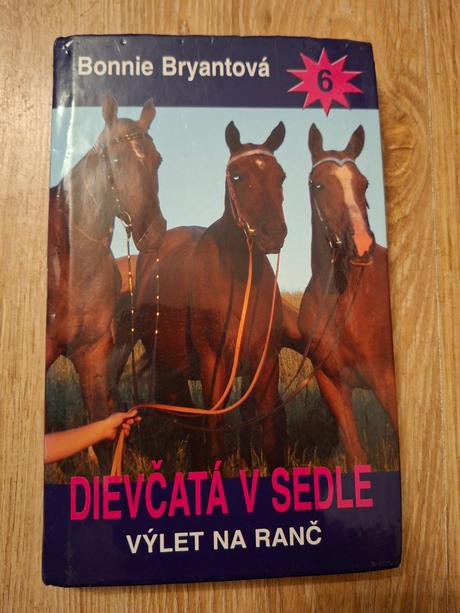 Bonnie Bryantová
6
DIEVČATÁ V SEDLE
VÝLET NA RANČ